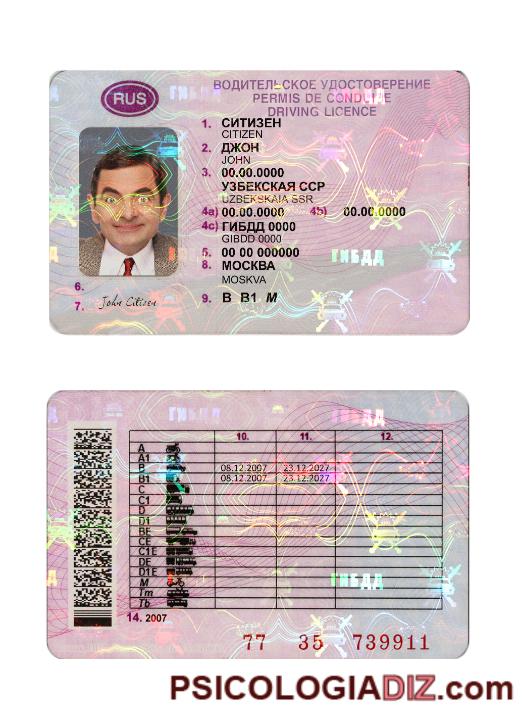 RUS
ВОДИТЕЛЬСКОЕ УДОСТОВЕРЕНИЕ
PERMIS DE CONDUIRE
DRIVING LICENCE
1. СИТИЗЕН
CITIZEN
2. ДЖОН
JOHN
3. 00.00.0000
УЗБЕКСКАЯ ССР
UZBEKSKAIA SSR
4a) 00.00.0000 4b) 00.00.0000
4c) ГИБДД 0000
GIBDD 0000
5. 00 00 000000
8. МОСКВА
MOSKVA
6.
7. John Citizen
9. B B1 M
ГИБДД
ГИБДД
10. 11. 12.
A
A1
B 08.12.2007 23.12.2027
B1 08.12.2007 23.12.2027
C
C1
D
D1
BE
CE
C1E
DE
D1E
M
Tm
Tb
ГИБДД
14. 2007
77 35 739911
PSICOLOGIADIZ.com